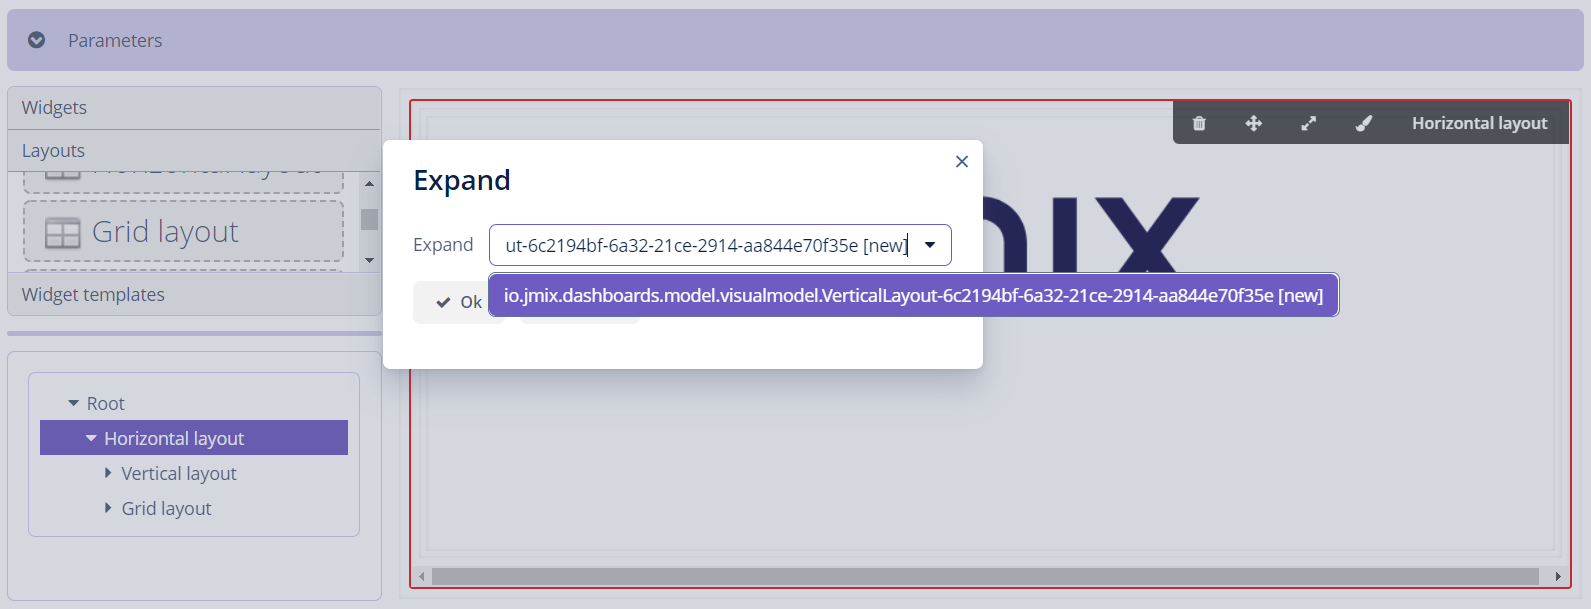 Parameters
Widgets
Layouts
Grid layout
Widget templates
Root
Horizontal layout
Vertical layout
Grid layout
Horizontal layout
Expand
Expand
ut-6c2194bf-6a32-21ce-2914-aa844e70f35e [new]
io.jmix.dashboards.model.visualmodel.VerticalLayout-6c2194bf-6a32-21ce-2914-aa844e70f35e [new]
Ok